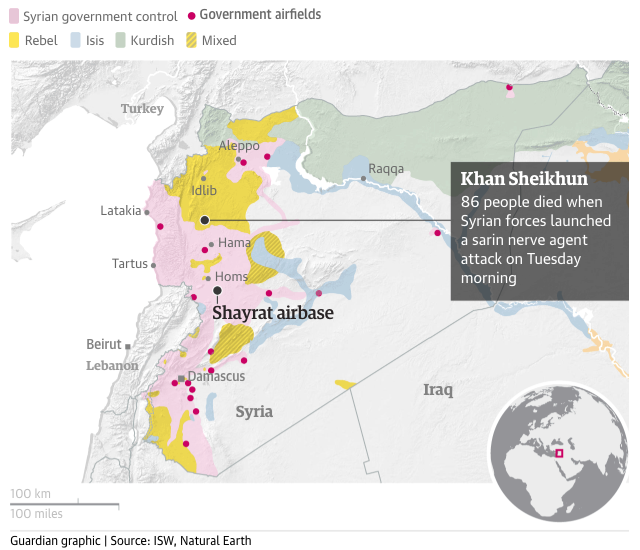 Syrian government control
Government airfields
Rebel
Isis
Kurdish
Mixed
Turkey
Aleppo
Raqqa
Idlib
Khan Sheikhun
86 people died when
Syrian forces launched
a sarin nerve agent
attack on Tuesday
morning
Latakia
Hama
Tartus
Homs
Shayrat airbase
Beirut
Lebanon
Damascus
Iraq
Syria
100 km
100 miles
Guardian graphic | Source: ISW, Natural Earth